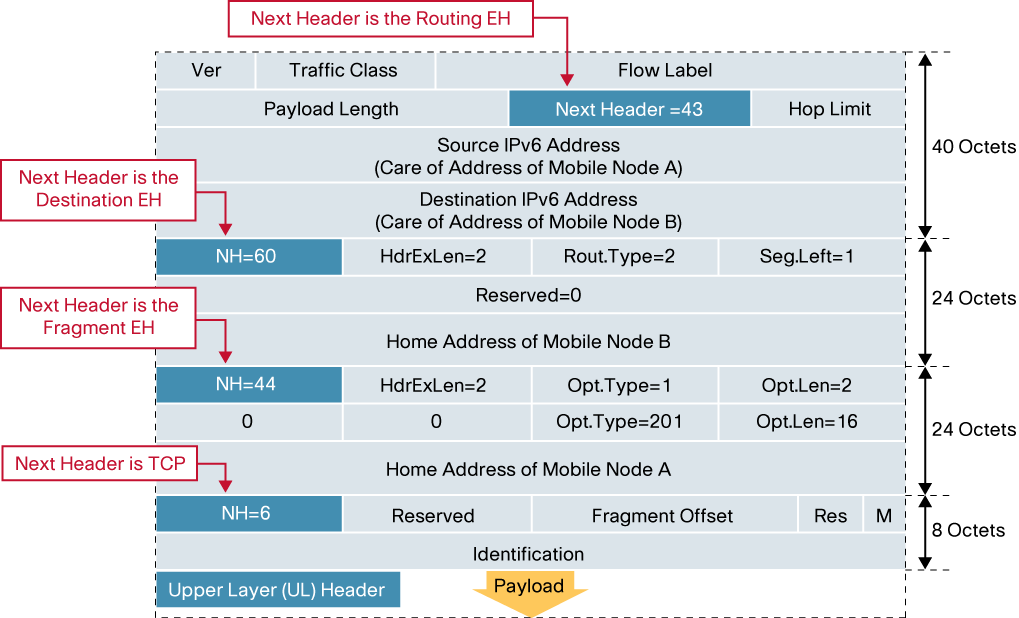 Next Header is the Routing EH
Ver Traffic Class Flow Label
Payload Length Next Header =43 Hop Limit
Source IPv6 Address
(Care of Address of Mobile Node A)
40 Octets
Next Header is the
Destination EH
Destination IPv6 Address
(Care of Address of Mobile Node B)
NH=60 HdrExLen=2 Rout.Type=2 Seg.Left=1
Reserved=0
24 Octets
Next Header is the
Fragment EH
Home Address of Mobile Node B
NH=44 HdrExLen=2 Opt.Type=1 Opt.Len=2
0 0 Opt.Type=201 Opt.Len=16
24 Octets
Next Header is TCP
Home Address of Mobile Node A
NH=6 Reserved Fragment Offset Res M
8 Octets
Identification
Upper Layer (UL) Header
Payload